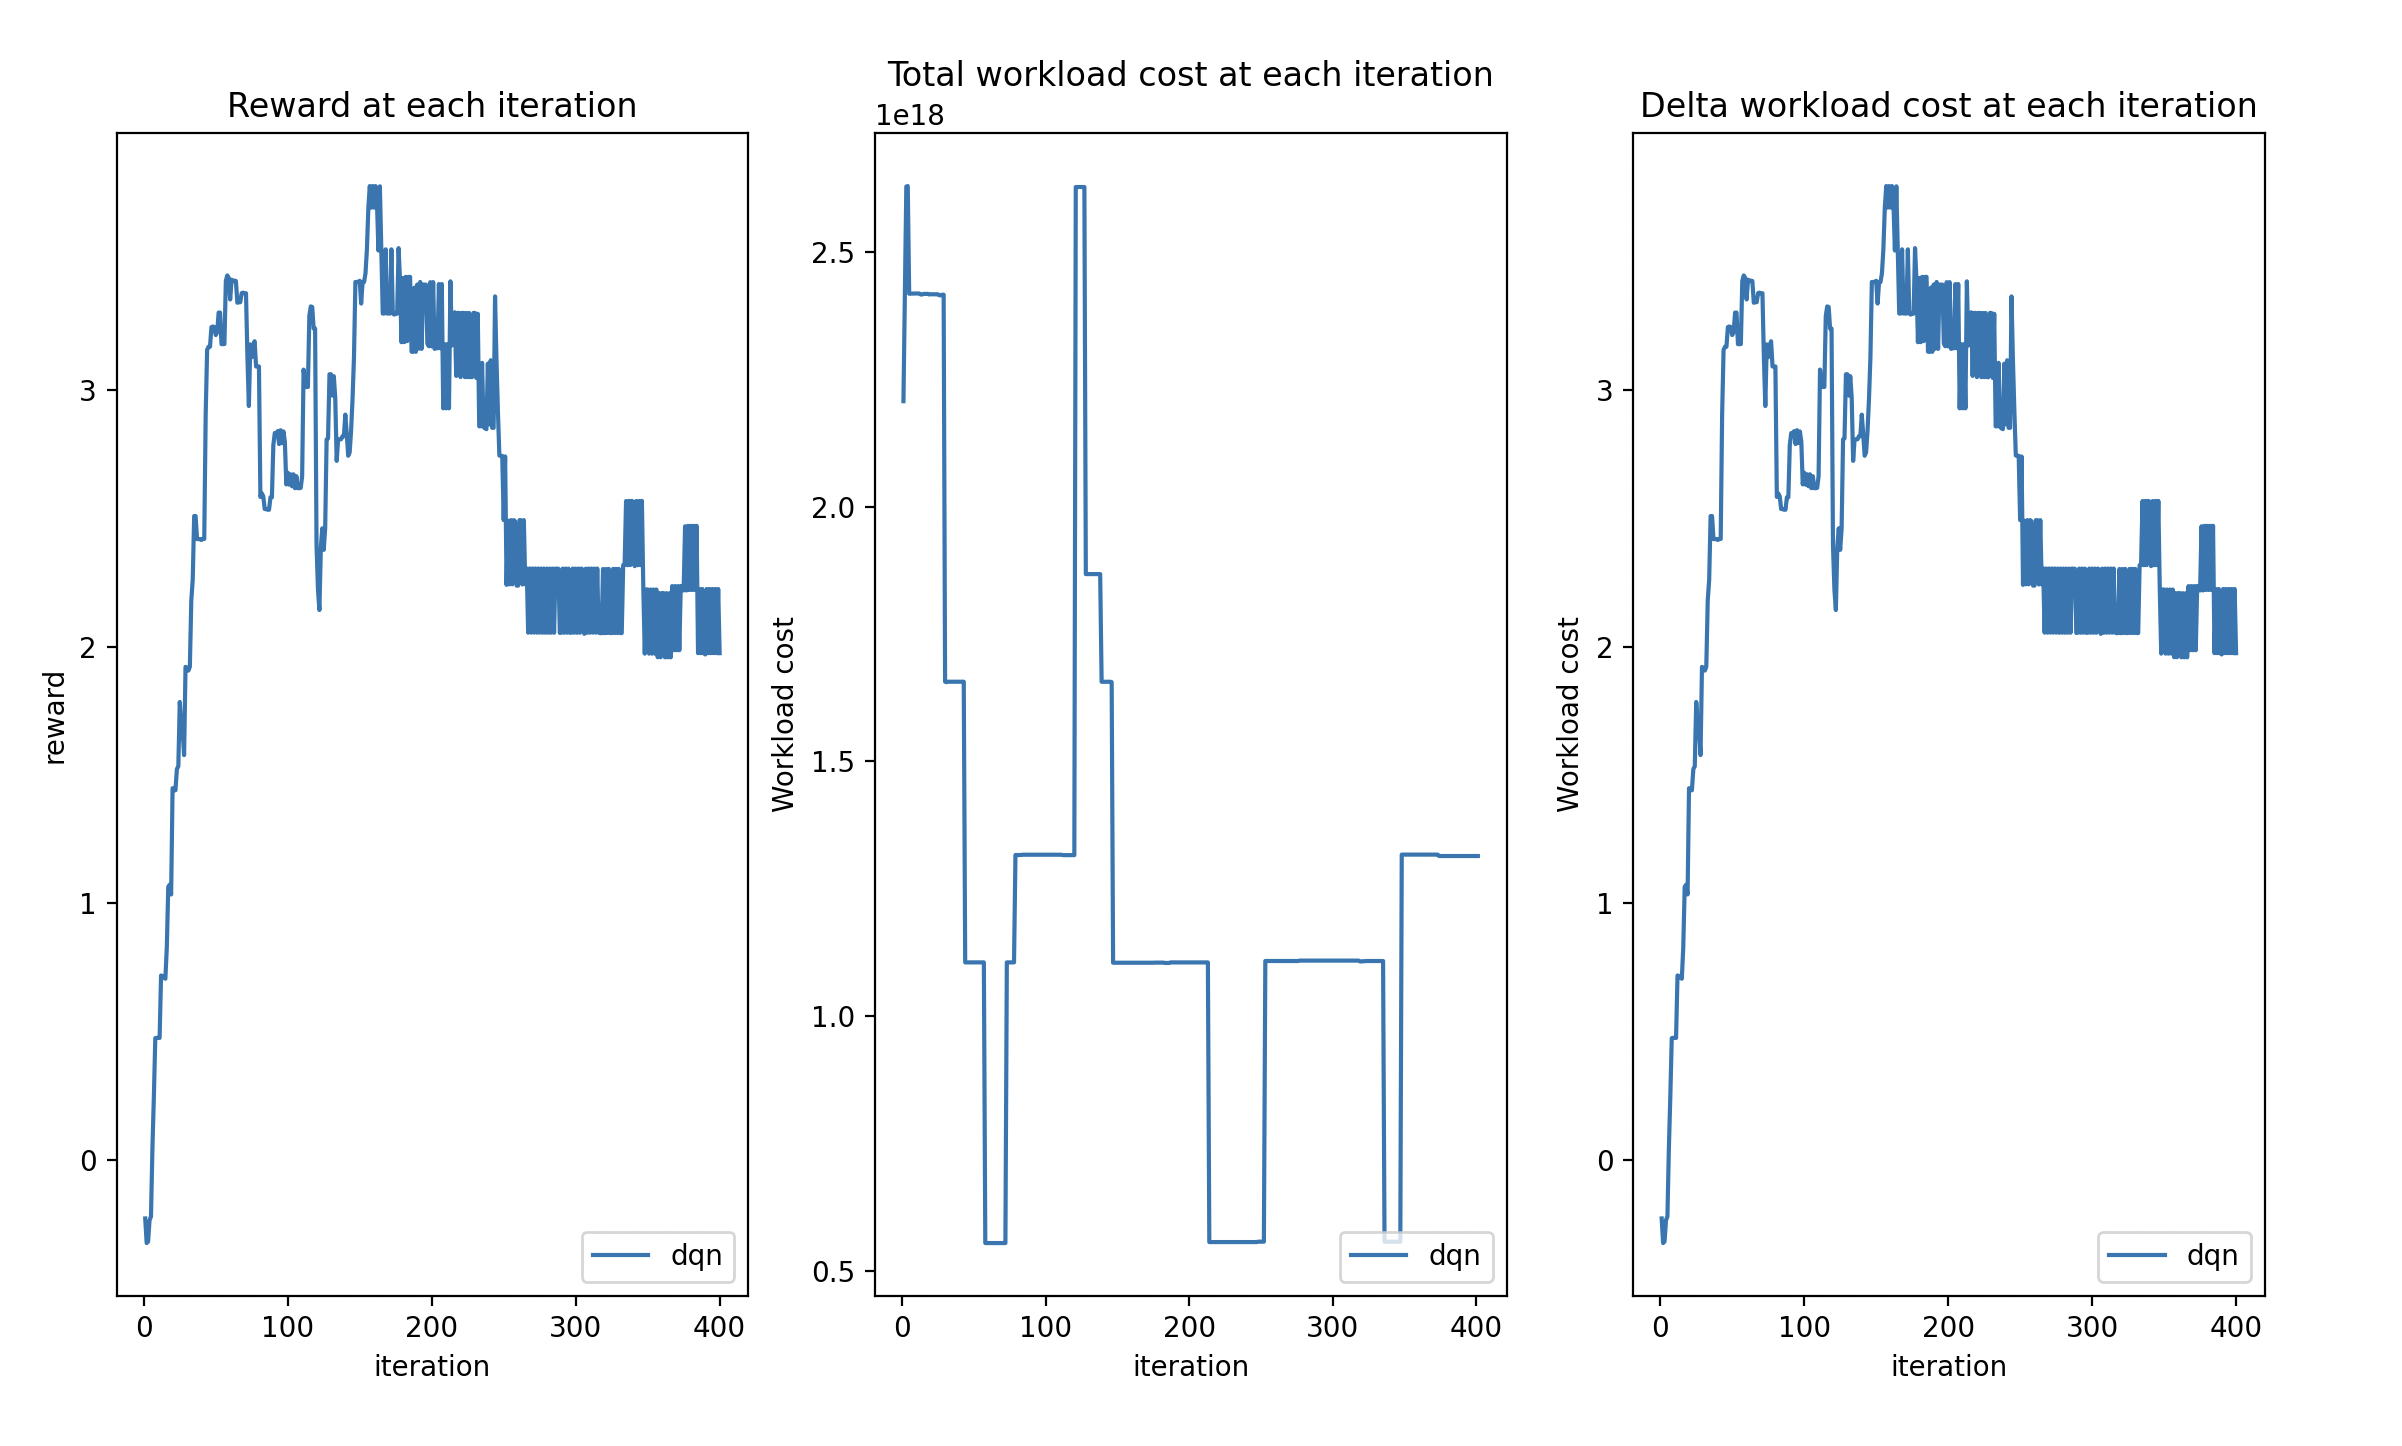 Reward at each iteration
reward
3
2
1
0
0
100
200
300
400
iteration
dqn
Total workload cost at each iteration
1e18
Workload cost
2.5
2.0
1.5
1.0
0.5
0
100
200
300
400
iteration
dqn
Delta workload cost at each iteration
Workload cost
3
2
1
0
0
100
200
300
400
iteration
dqn